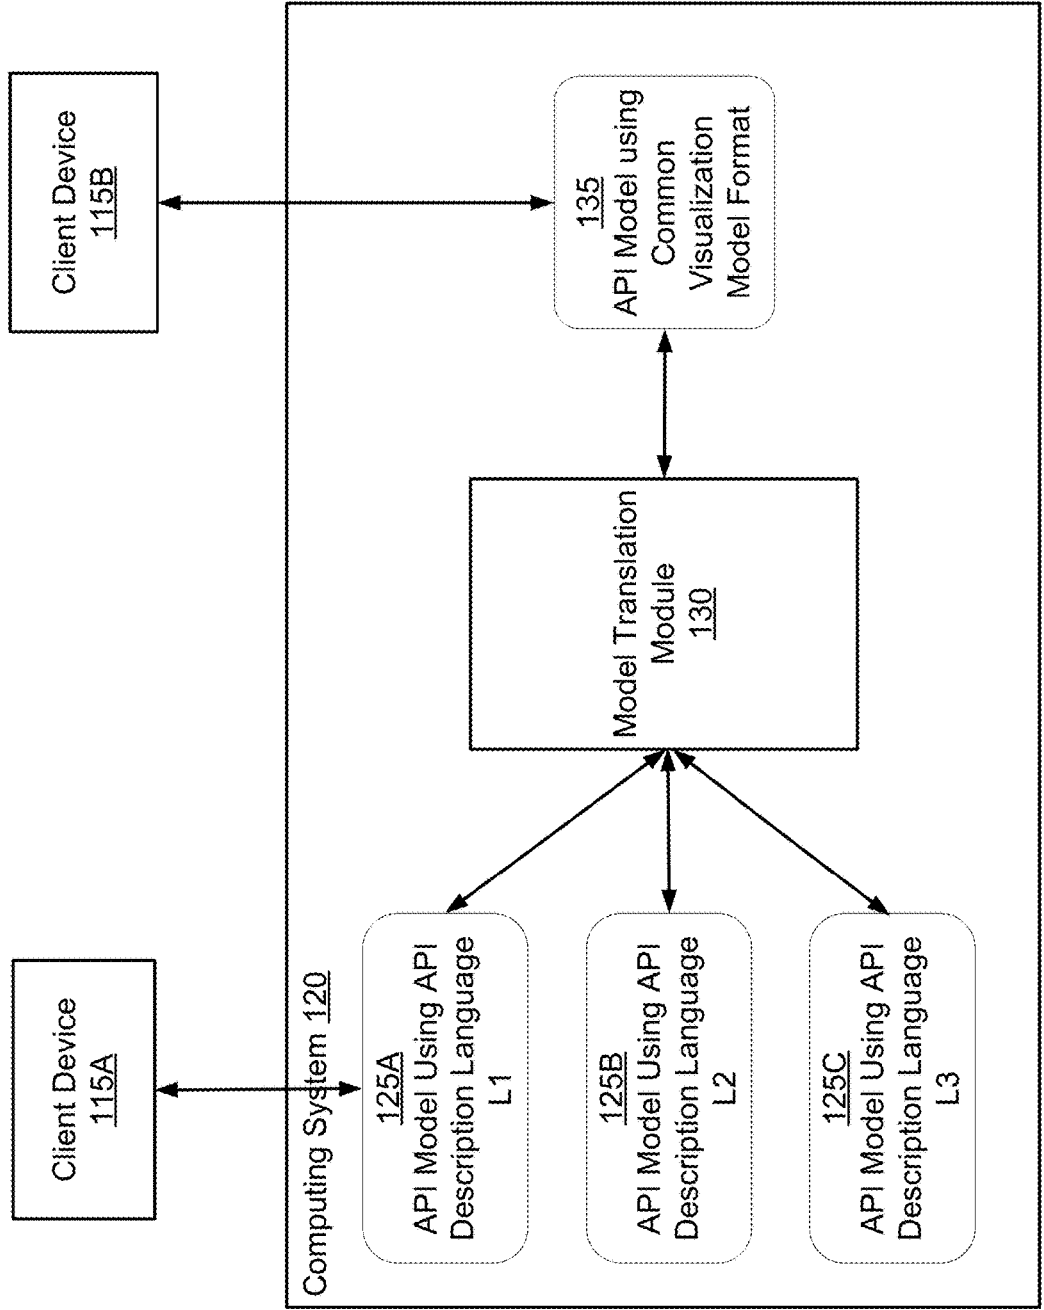 Client Device
115A
Client Device
115B
Computing System 120
125A
API Model Using API
Description Language
L1
125B
API Model Using API
Description Language
L2
125C
API Model Using API
Description Language
L3
Model Translation
Module
130
135
API Model using
Common
Visualization
Model Format